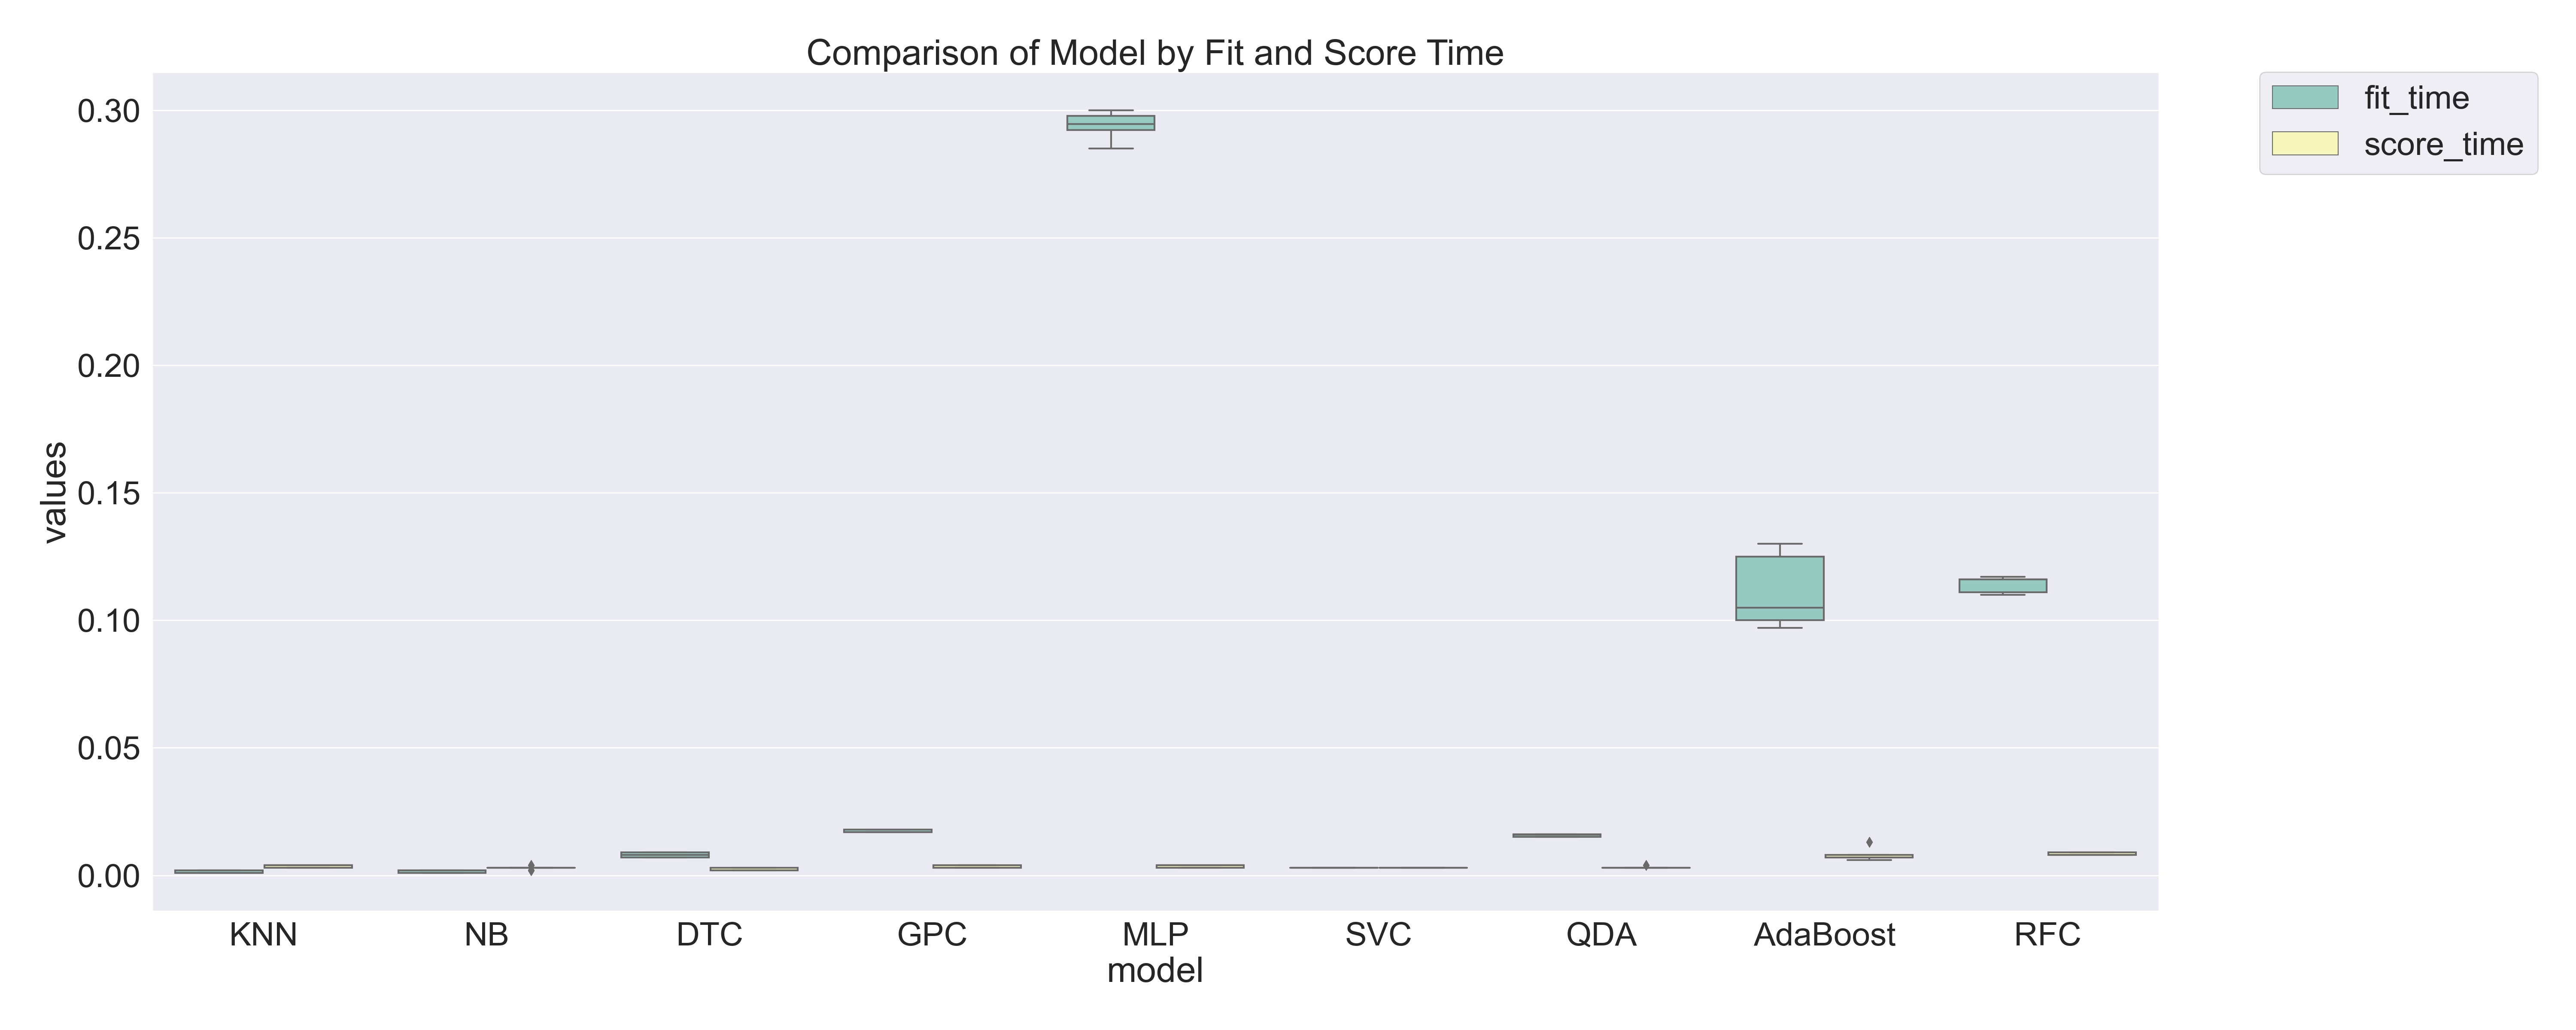 Comparison of Model by Fit and Score Time
fit_time
score_time
0.30
0.25
0.20
0.15
0.10
0.05
0.00
values
KNN NB DTC GPC MLP SVC QDA AdaBoost RFC
model